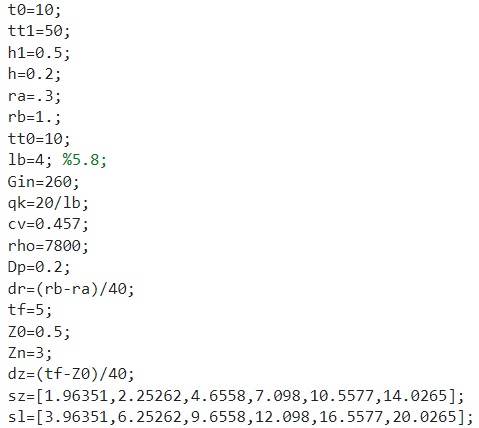 t0=10;
tt1=50;
h1=0.5;
h=0.2;
ra=.3;
rb=1.;
tt0=10;
lb=4; %5.8;
Gin=260;
qk=20/lb;
cv=0.457;
rho=7800;
Dp=0.2;
dr=(rb-ra)/40;
tf=5;
Z0=0.5;
Zn=3;
dz=(tf-Z0)/40;
sz=[1.96351,2.25262,4.6558,7.098,10.5577,14.0265];
sl=[3.96351,6.25262,9.6558,12.098,16.5577,20.0265];